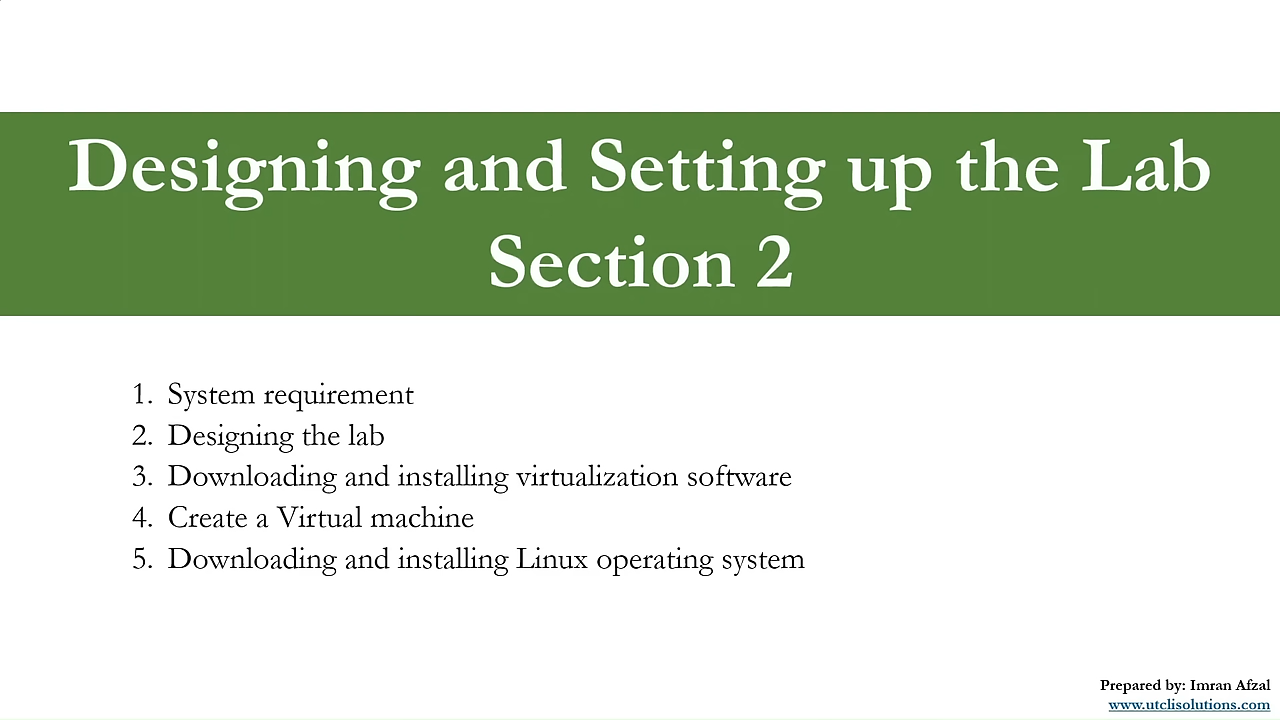 Designing and Setting up the Lab
Section 2
1. System requirement
2. Designing the lab
3. Downloading and installing virtualization software
4. Create a Virtual machine
5. Downloading and installing Linux operating system
Prepared by: Imran Afzal
www.utclisolutions.com